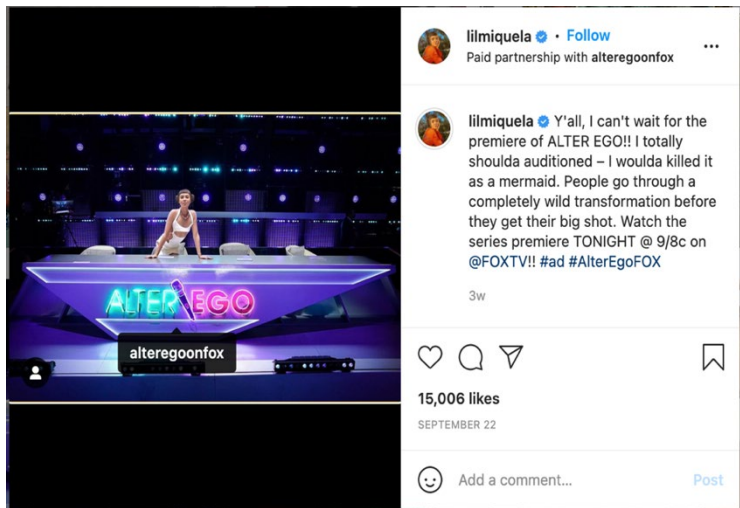 lilmiquela • Follow
Paid partnership with alteregoonfox
lilmiquela Y'all, I can't wait for the
premiere of ALTER EGO!! I totally
shoulda auditioned – I woulda killed it
as a mermaid. People go through a
completely wild transformation before
they get their big shot. Watch the
series premiere TONIGHT @ 9/8c on
@FOXTV!! #ad #AlterEgoFOX
3w
ALTER EGO
alteregoonfox
15,006 likes
SEPTEMBER 22
Add a comment... Post